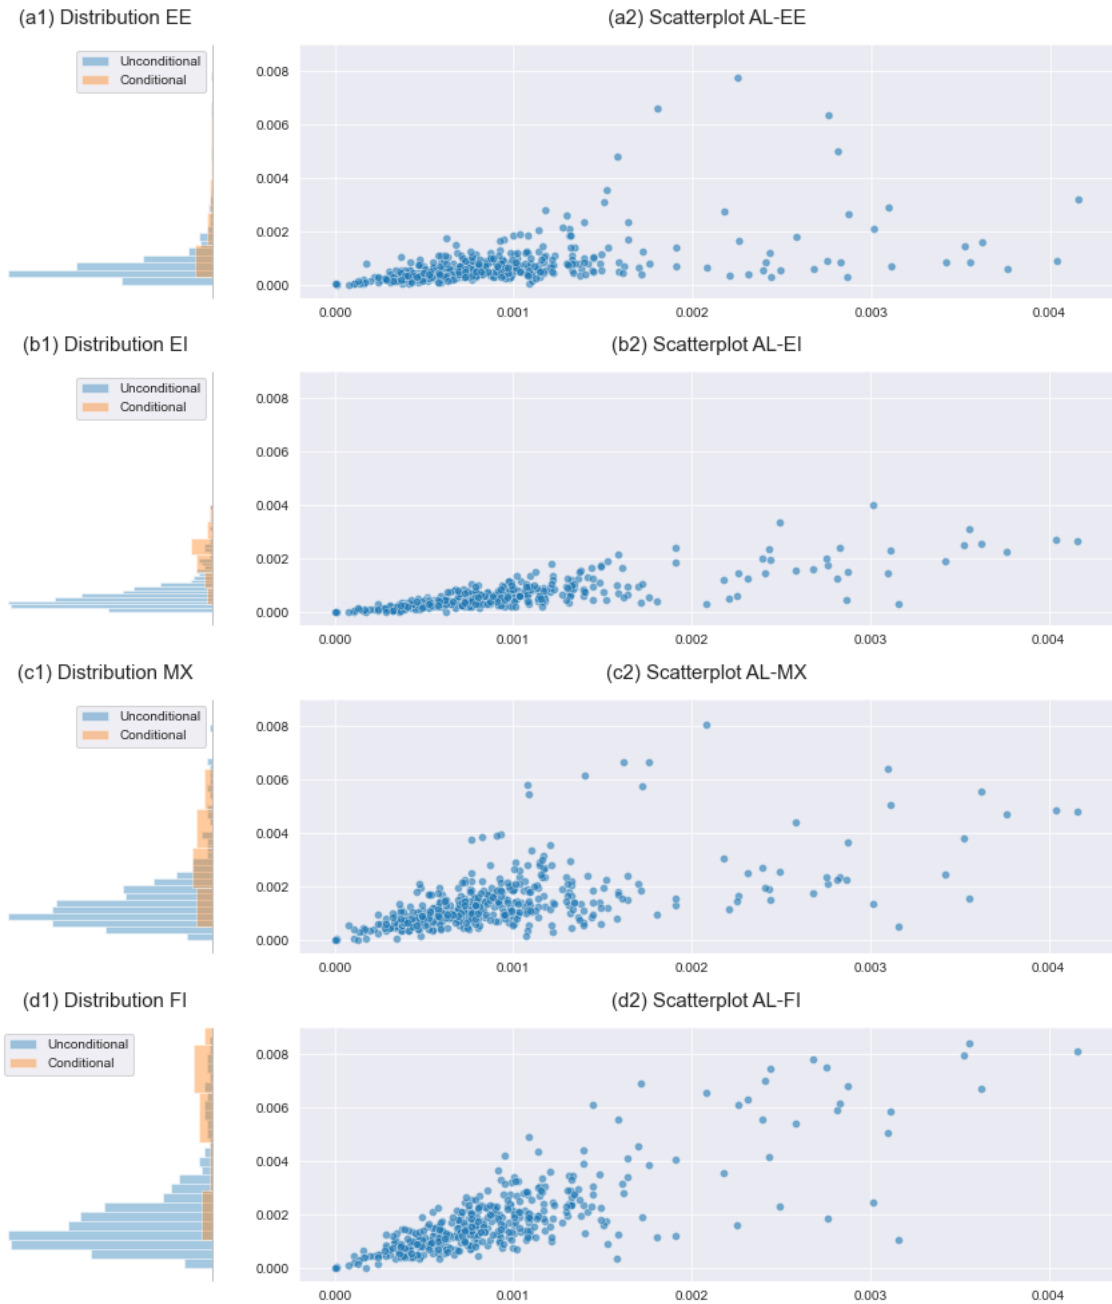 (a1) Distribution EE
(a2) Scatterplot AL-EE
Unconditional
Conditional
0.008
0.006
0.004
0.002
0.000
0.000 0.001 0.002 0.003 0.004
(b1) Distribution EI
(b2) Scatterplot AL-EI
Unconditional
Conditional
0.008
0.006
0.004
0.002
0.000
0.000 0.001 0.002 0.003 0.004
(c1) Distribution MX
(c2) Scatterplot AL-MX
Unconditional
Conditional
0.008
0.006
0.004
0.002
0.000
0.000 0.001 0.002 0.003 0.004
(d1) Distribution FI
(d2) Scatterplot AL-FI
Unconditional
Conditional
0.008
0.006
0.004
0.002
0.000
0.000 0.001 0.002 0.003 0.004